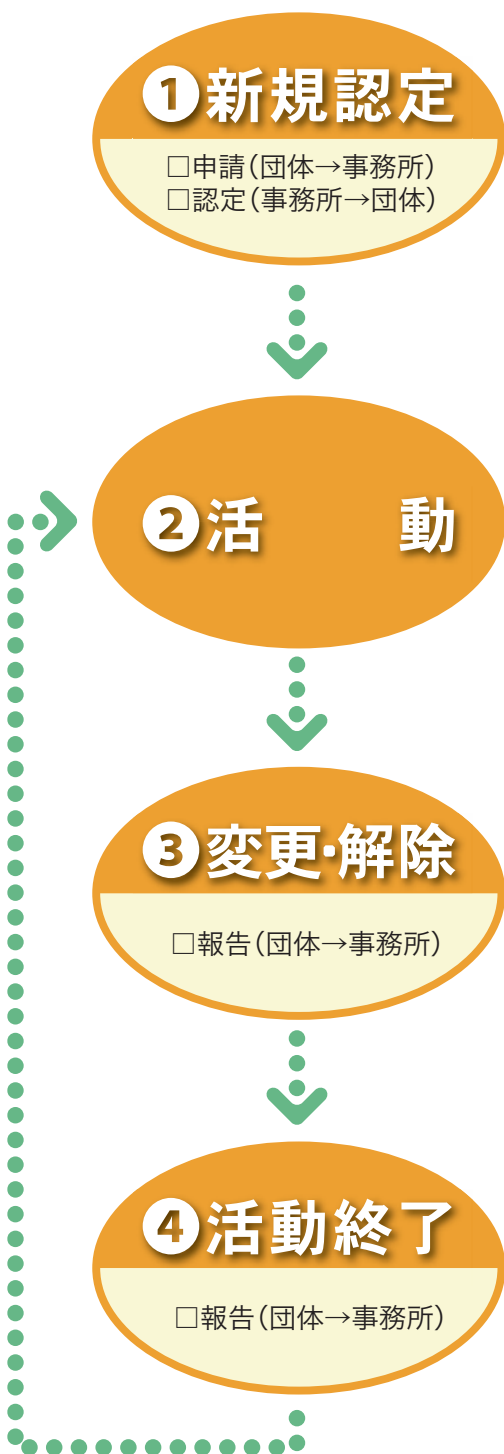 ❶新規認定
□申請(団体→事務所)
□認定(事務所→団体)
❷活　　動
❸変更・解除
□報告(団体→事務所)
❹活動終了
□報告(団体→事務所)